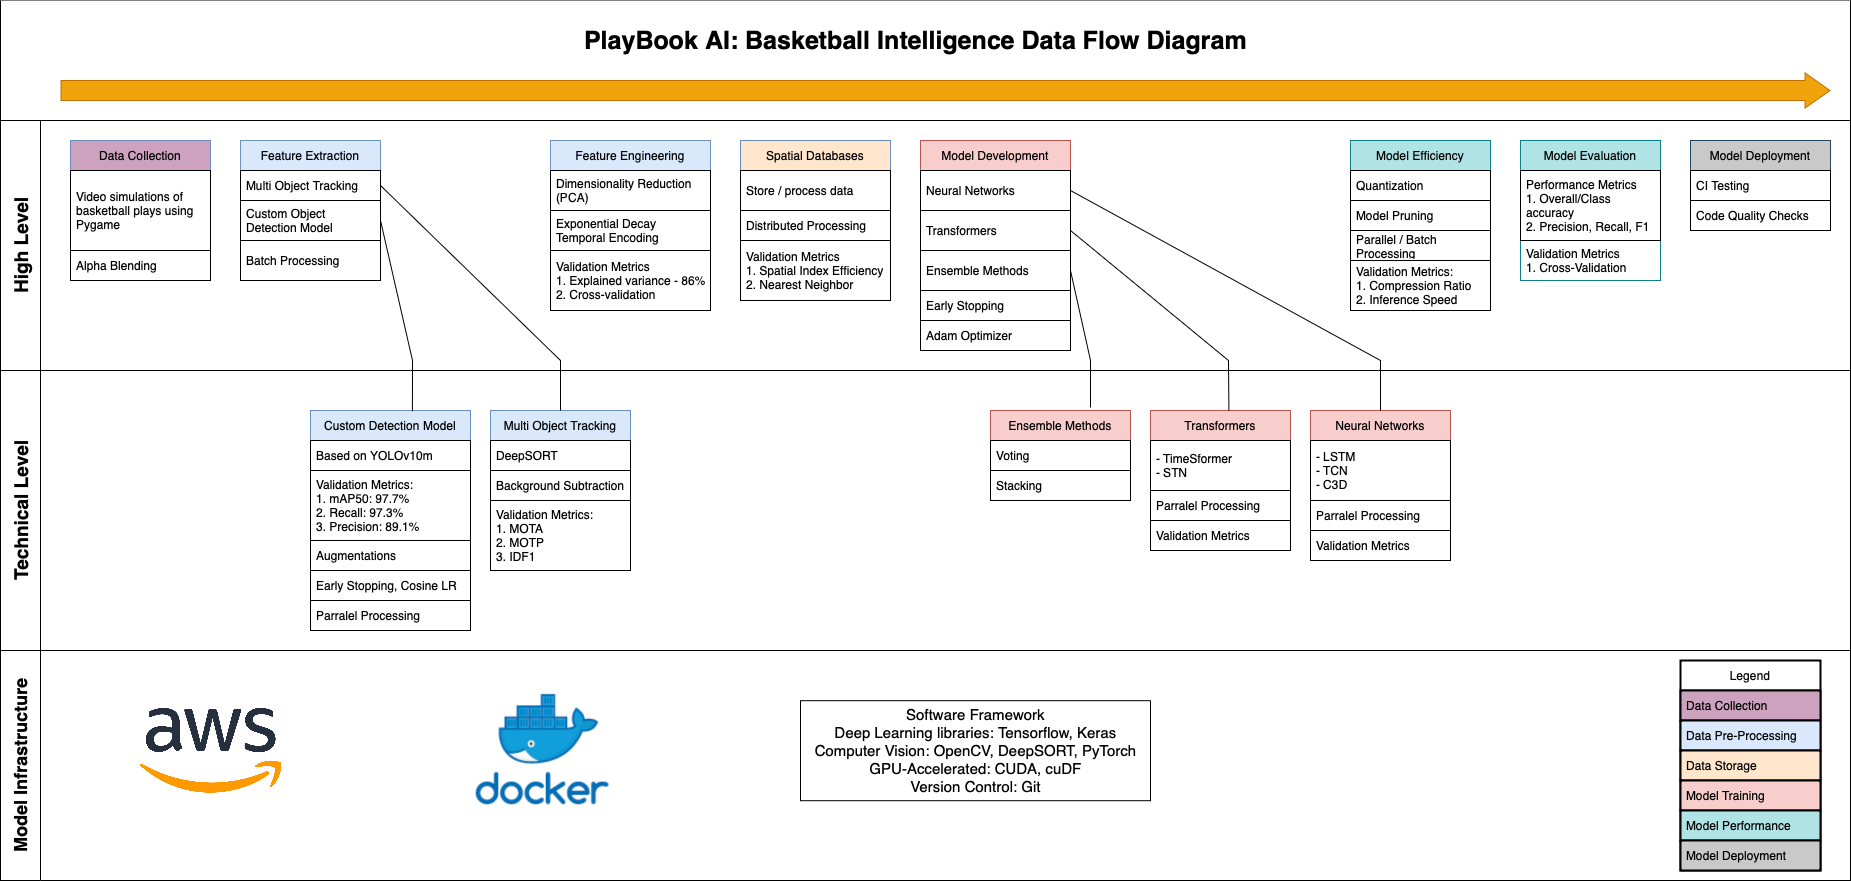 PlayBook AI: Basketball Intelligence Data Flow Diagram
High Level
Data Collection
Video simulations of
basketball plays using
Pygame
Alpha Blending
Feature Extraction
Multi Object Tracking
Custom Object
Detection Model
Batch Processing
Feature Engineering
Dimensionality Reduction
(PCA)
Exponential Decay
Temporal Encoding
Validation Metrics
1. Explained variance - 86%
2. Cross-validation
Spatial Databases
Store / process data
Distributed Processing
Validation Metrics
1. Spatial Index Efficiency
2. Nearest Neighbor
Model Development
Neural Networks
Transformers
Ensemble Methods
Early Stopping
Adam Optimizer
Model Efficiency
Quantization
Model Pruning
Parallel / Batch
Processing
Validation Metrics:
1. Compression Ratio
2. Inference Speed
Model Evaluation
Performance Metrics
1. Overall/Class
accuracy
2. Precision, Recall, F1
Validation Metrics
1. Cross-Validation
Model Deployment
CI Testing
Code Quality Checks
Technical Level
Custom Detection Model
Based on YOLOv10m
Validation Metrics:
1. mAP50: 97.7%
2. Recall: 97.3%
3. Precision: 89.1%
Augmentations
Early Stopping, Cosine LR
Parralel Processing
Multi Object Tracking
DeepSORT
Background Subtraction
Validation Metrics:
1. MOTA
2. MOTP
3. IDF1
Ensemble Methods
Voting
Stacking
Transformers
- TimeSformer
- STN
Parralel Processing
Validation Metrics
Neural Networks
- LSTM
- TCN
- C3D
Parralel Processing
Validation Metrics
Model Infrastructure
aws
docker
Software Framework
Deep Learning libraries: Tensorflow, Keras
Computer Vision: OpenCV, DeepSORT, PyTorch
GPU-Accelerated: CUDA, cuDF
Version Control: Git
Legend
Data Collection
Data Pre-Processing
Data Storage
Model Training
Model Performance
Model Deployment